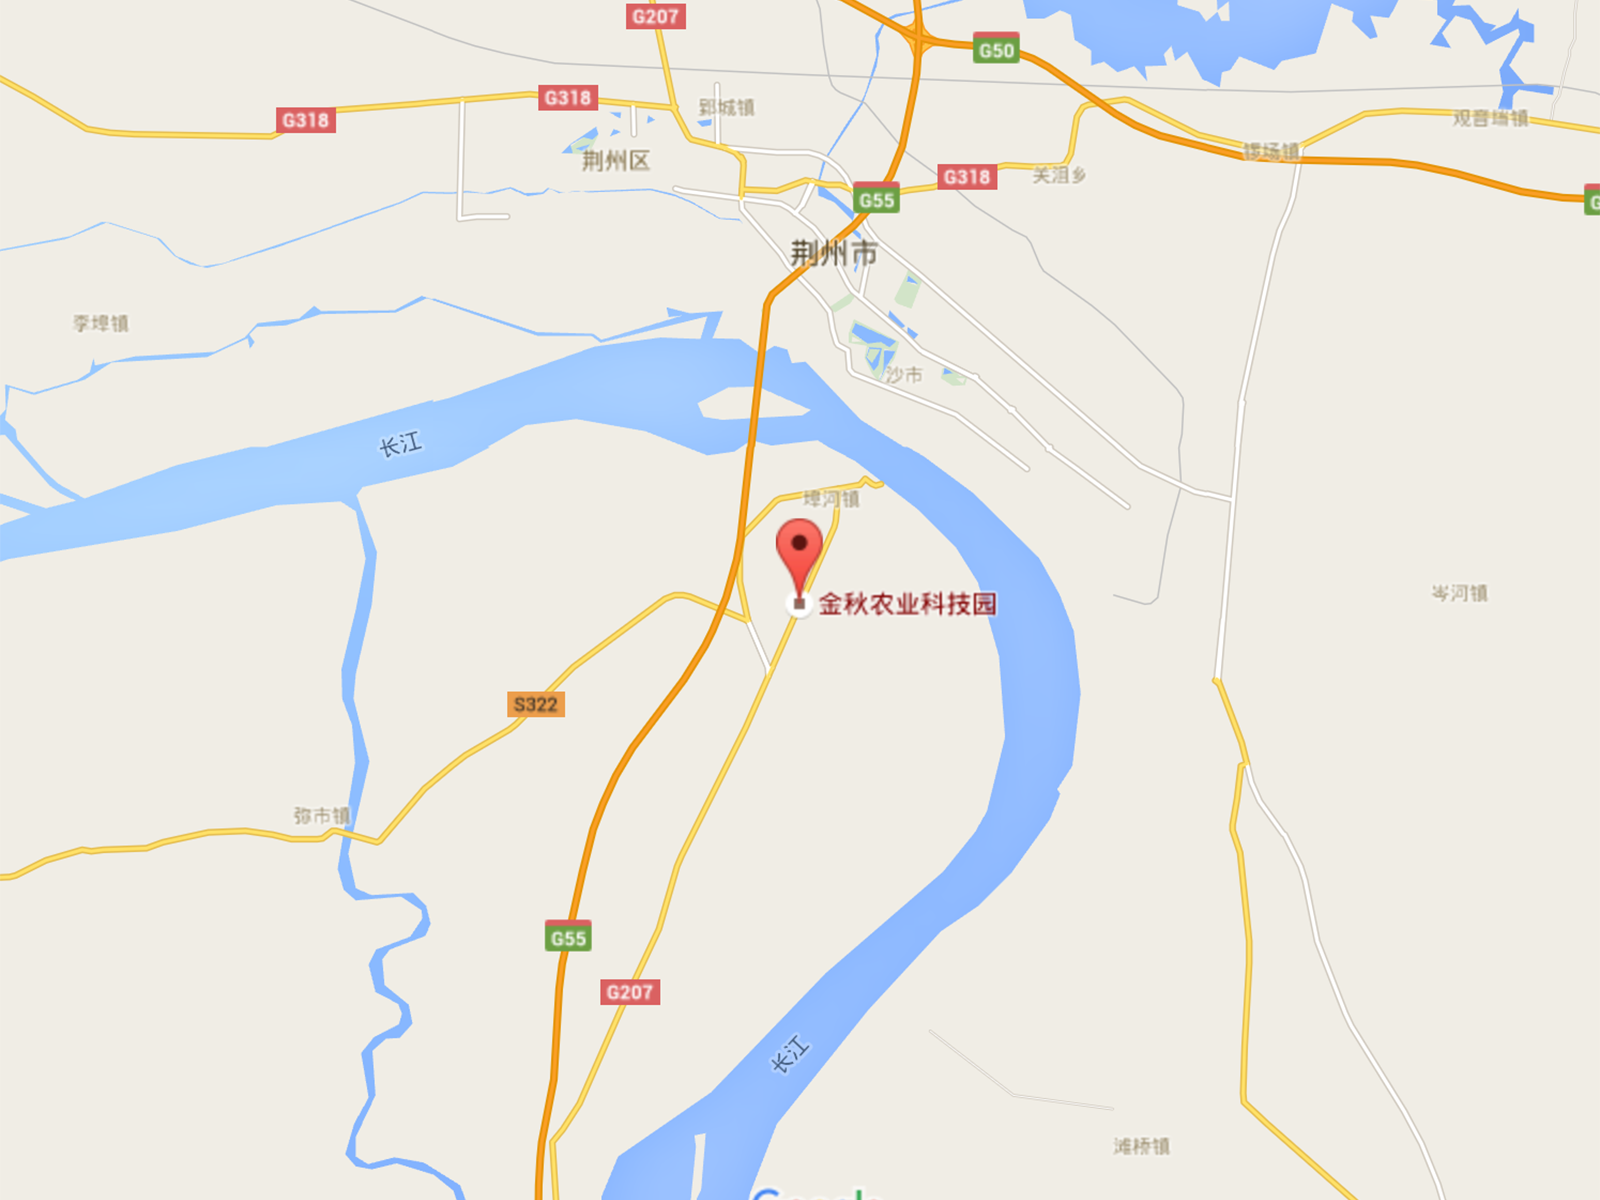 G207
G50
G318
G318
郢城镇
观音垱镇
锣场镇
荆州区
G318
关沮乡
G55
荆州市
李埠镇
沙市
长江
埠河镇
岑河镇
金秋农业科技园
S322
弥市镇
G55
G207
长江
滩桥镇